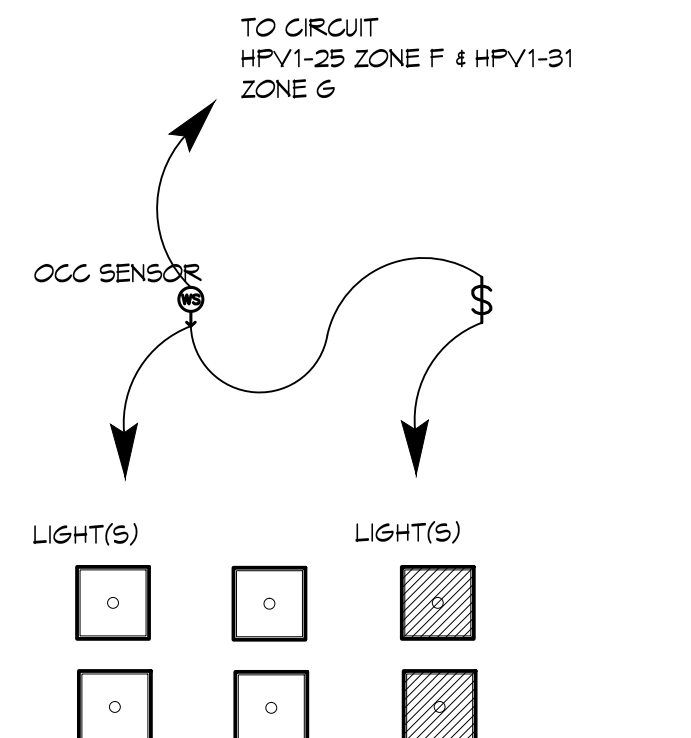 TO CIRCUIT
HPV1-25 ZONE F & HPV1-31
ZONE G
OCC SENSOR
WS
$
LIGHT(S)
LIGHT(S)